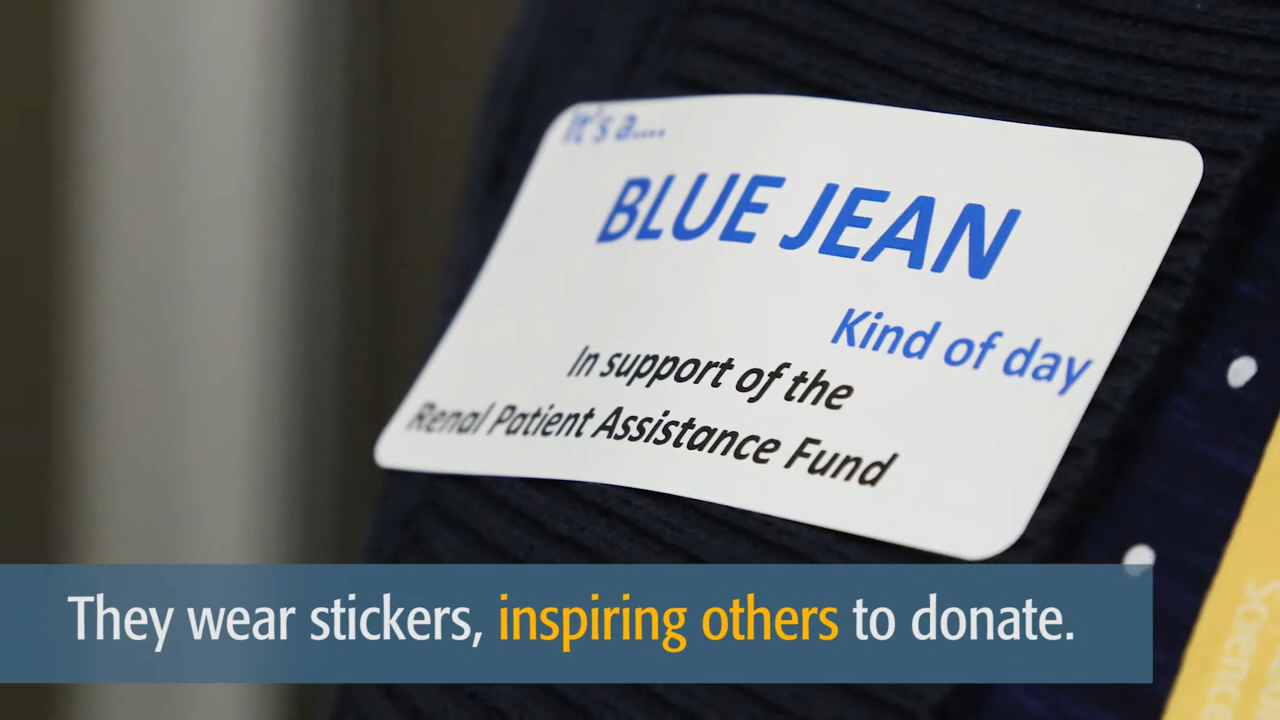 It's a....
BLUE JEAN
Kind of day
In support of the
Renal Patient Assistance Fund
They wear stickers, inspiring others to donate.